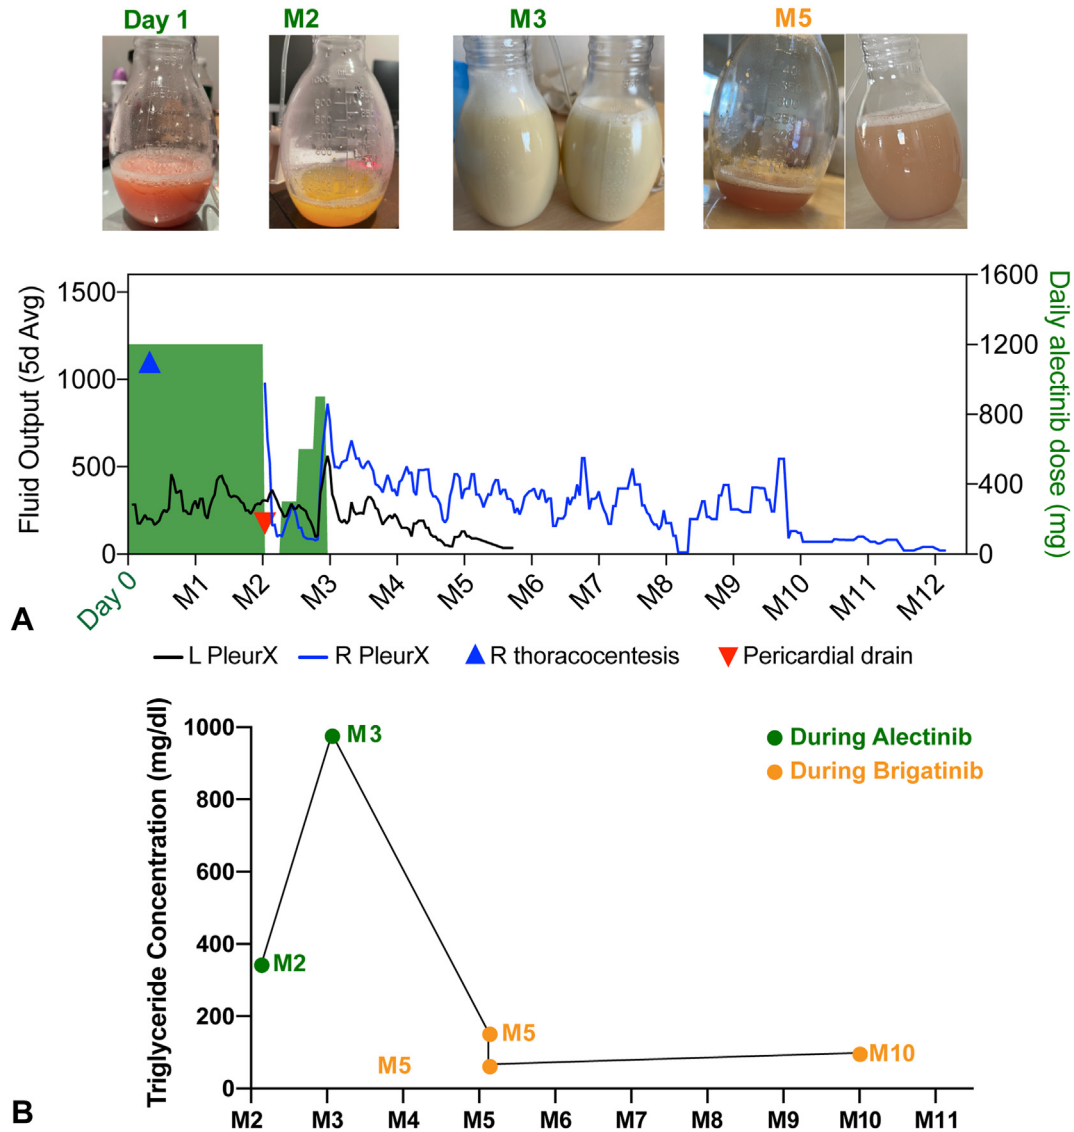 Day 1 M2 M3 M5
Fluid Output (5d Avg)
1500
1000
500
0
1600
1200
800
400
0
Daily alectinib dose (mg)
Day 0 M1 M2 M3 M4 M5 M6 M7 M8 M9 M10 M11 M12
A
L PleurX R PleurX R thoracocentesis Pericardial drain
Triglyceride Concentration (mg/dl)
1000
800
600
400
200
0
M3
M2
M5
M5
M10
During Alectinib
During Brigatinib
M2 M3 M4 M5 M6 M7 M8 M9 M10 M11
B